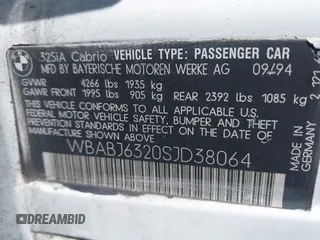 BMW
325iA Cabrio VEHICLE TYPE: PASSENGER CAR
MFD BY BAYERISCHE MOTOREN WERKE AG 09/94
GVWR 4266 lbs 1935 kg
GAWR FRONT 1995 lbs 905 kg REAR 2392 lbs 1085 kg
THIS VEHICLE CONFORMS TO ALL APPLICABLE U.S.
FEDERAL MOTOR VEHICLE SAFETY, BUMPER AND THEFT
PREVENTION STANDARDS IN EFFECT ON THE DATE OF
MANUFACTURE SHOWN ABOVE.
WBABJ6320SJD38064
MADE IN
GERMANY
DREAMBID